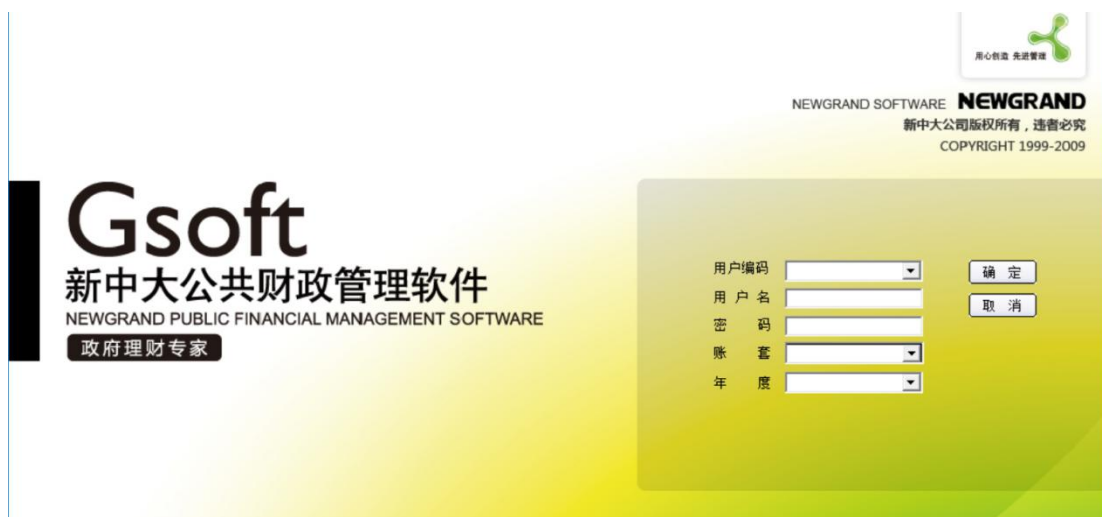 用心创造 先进管理
NEWGRAND SOFTWARE NEWGRAND
新中大公司版权所有，违者必究
COPYRIGHT 1999-2009
Gsoft
新中大公共财政管理软件
NEWGRAND PUBLIC FINANCIAL MANAGEMENT SOFTWARE
政府理财专家
用户编码
确 定
用 户 名
取 消
密 码
账 套
年 度